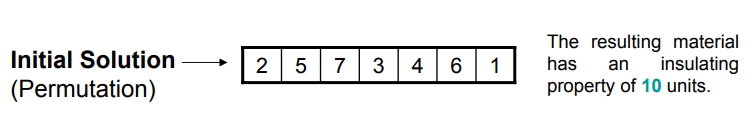 Initial Solution
(Permutation)
2 5 7 3 4 6 1
The resulting material
has an insulating
property of 10 units.